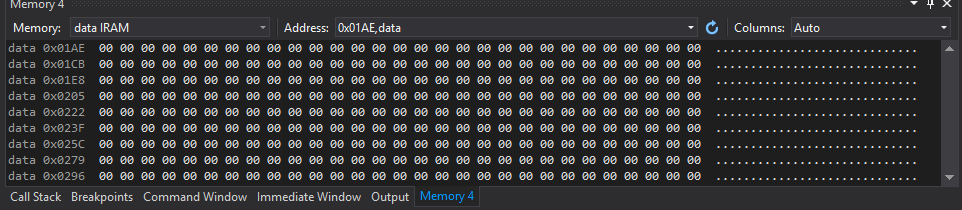 Memory 4
Memory: data IRAM Address: 0x01AE,data Columns: Auto
data 0x01AE 00 00 00 00 00 00 00 00 00 00 00 00 00 00 00 00 00 00 00 00 00 00 00 00 00 00 00 00 00 .............................
data 0x01CB 00 00 00 00 00 00 00 00 00 00 00 00 00 00 00 00 00 00 00 00 00 00 00 00 00 00 00 00 00 .............................
data 0x01E8 00 00 00 00 00 00 00 00 00 00 00 00 00 00 00 00 00 00 00 00 00 00 00 00 00 00 00 00 00 .............................
data 0x0205 00 00 00 00 00 00 00 00 00 00 00 00 00 00 00 00 00 00 00 00 00 00 00 00 00 00 00 00 00 .............................
data 0x0222 00 00 00 00 00 00 00 00 00 00 00 00 00 00 00 00 00 00 00 00 00 00 00 00 00 00 00 00 00 .............................
data 0x023F 00 00 00 00 00 00 00 00 00 00 00 00 00 00 00 00 00 00 00 00 00 00 00 00 00 00 00 00 00 .............................
data 0x025C 00 00 00 00 00 00 00 00 00 00 00 00 00 00 00 00 00 00 00 00 00 00 00 00 00 00 00 00 00 .............................
data 0x0279 00 00 00 00 00 00 00 00 00 00 00 00 00 00 00 00 00 00 00 00 00 00 00 00 00 00 00 00 00 .............................
data 0x0296 00 00 00 00 00 00 00 00 00 00 00 00 00 00 00 00 00 00 00 00 00 00 00 00 00 00 00 00 00 .............................
Call Stack Breakpoints Command Window Immediate Window Output Memory 4